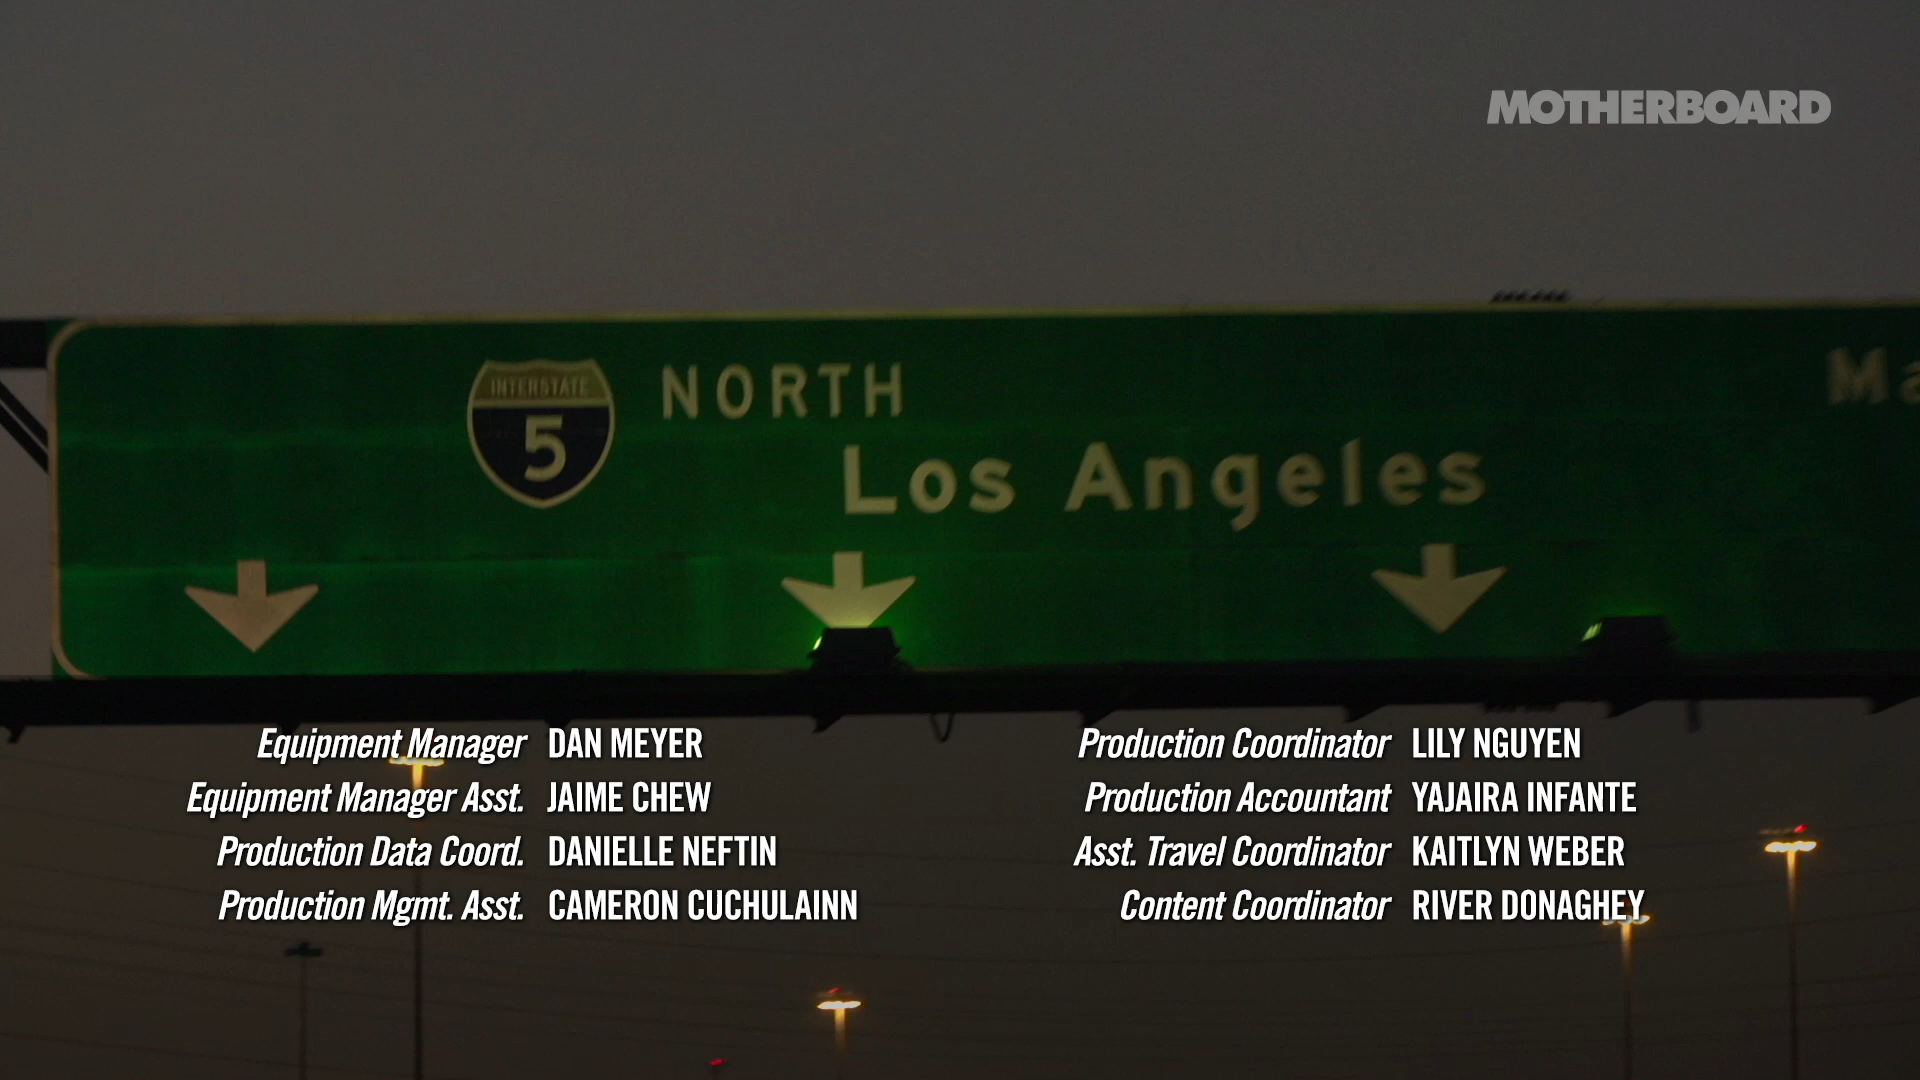 MOTHERBOARD
INTERSTATE
5
NORTH
Los Angeles
Equipment Manager DAN MEYER
Equipment Manager Asst. JAIME CHEW
Production Data Coord. DANIELLE NEFTIN
Production Mgmt. Asst. CAMERON CUCHULAINN
Production Coordinator LILY NGUYEN
Production Accountant YAJAIRA INFANTE
Asst. Travel Coordinator KAITLYN WEBER
Content Coordinator RIVER DONAGHEY